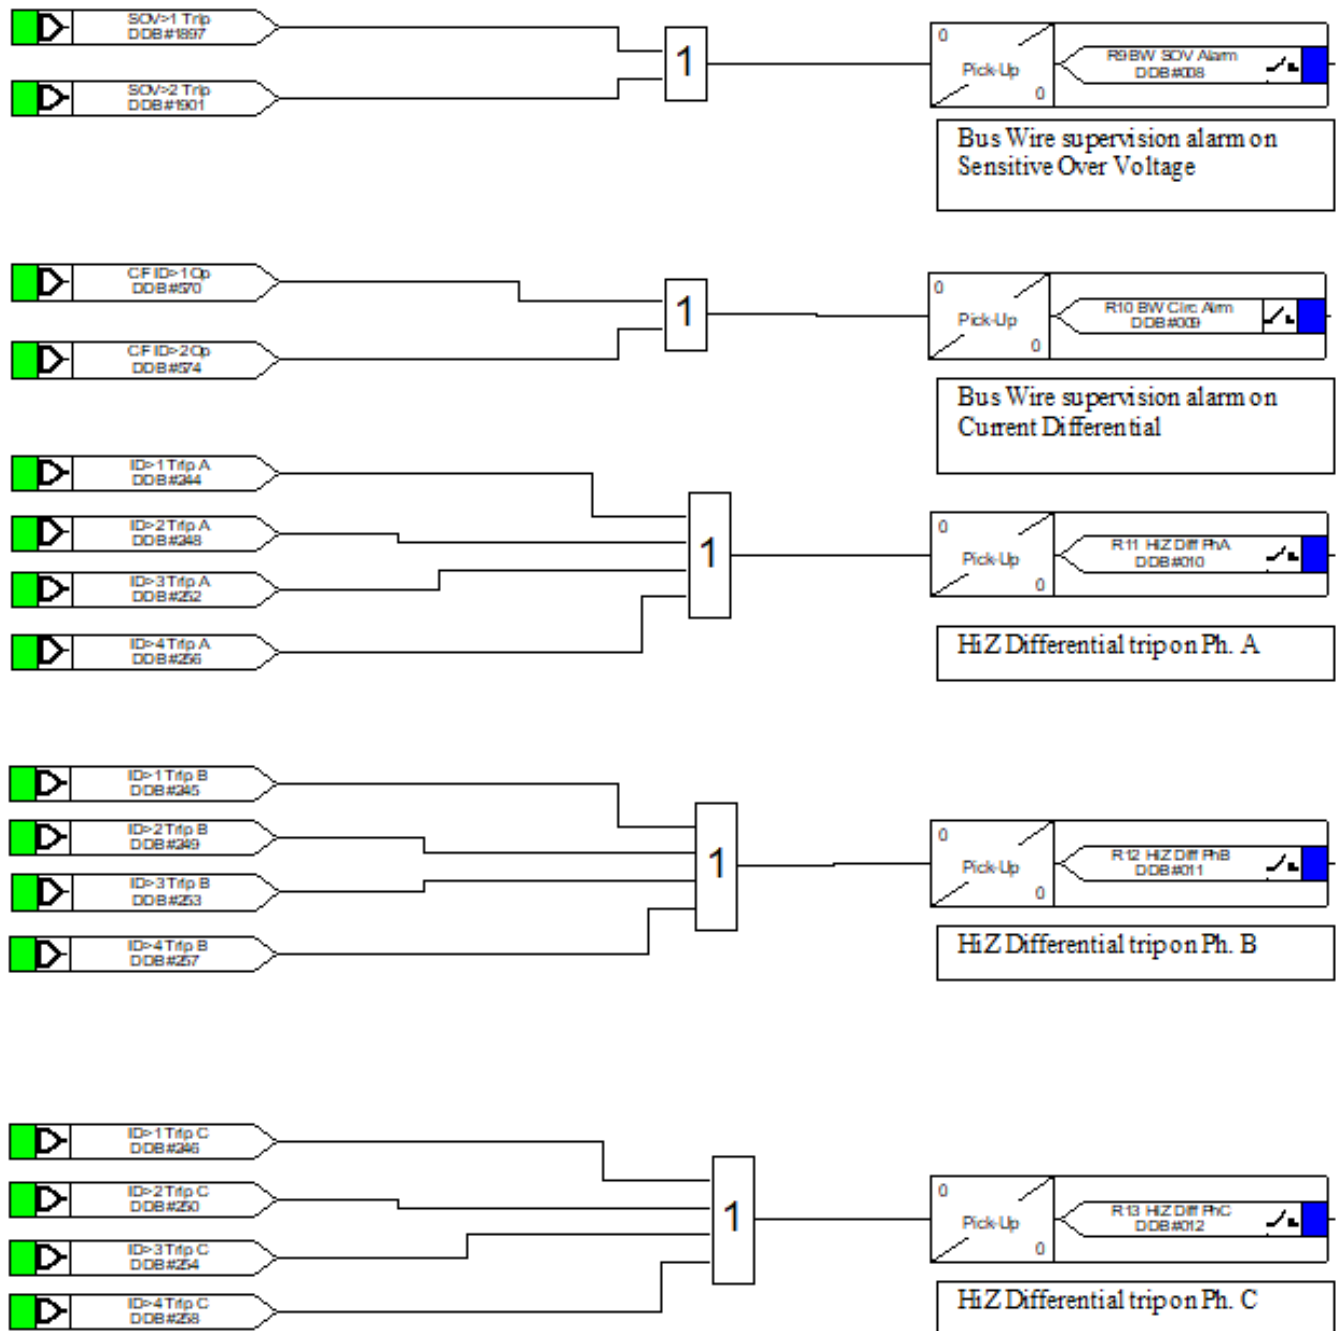 SOV>1 Trip
DDB #1897
SOV>2 Trip
DDB #1901
1
0
Pick-Up
0
R9 BW SOV Alarm
DDB #008
Bus Wire supervision alarm on
Sensitive Over Voltage
CF ID>1 Op
DDB #570
CF ID>2 Op
DDB #574
1
0
Pick-Up
0
R10 BW Circ Alrm
DDB #009
Bus Wire supervision alarm on
Current Differential
ID>1 Trip A
DDB #244
ID>2 Trip A
DDB #248
ID>3 Trip A
DDB #252
ID>4 Trip A
DDB #256
1
0
Pick-Up
0
R11 HiZ Diff PhA
DDB #010
HiZ Differential trip on Ph. A
ID>1 Trip B
DDB #245
ID>2 Trip B
DDB #249
ID>3 Trip B
DDB #253
ID>4 Trip B
DDB #257
1
0
Pick-Up
0
R12 HiZ Diff PhB
DDB #011
HiZ Differential trip on Ph. B
ID>1 Trip C
DDB #246
ID>2 Trip C
DDB #250
ID>3 Trip C
DDB #254
ID>4 Trip C
DDB #258
1
0
Pick-Up
0
R13 HiZ Diff PhC
DDB #012
HiZ Differential trip on Ph. C